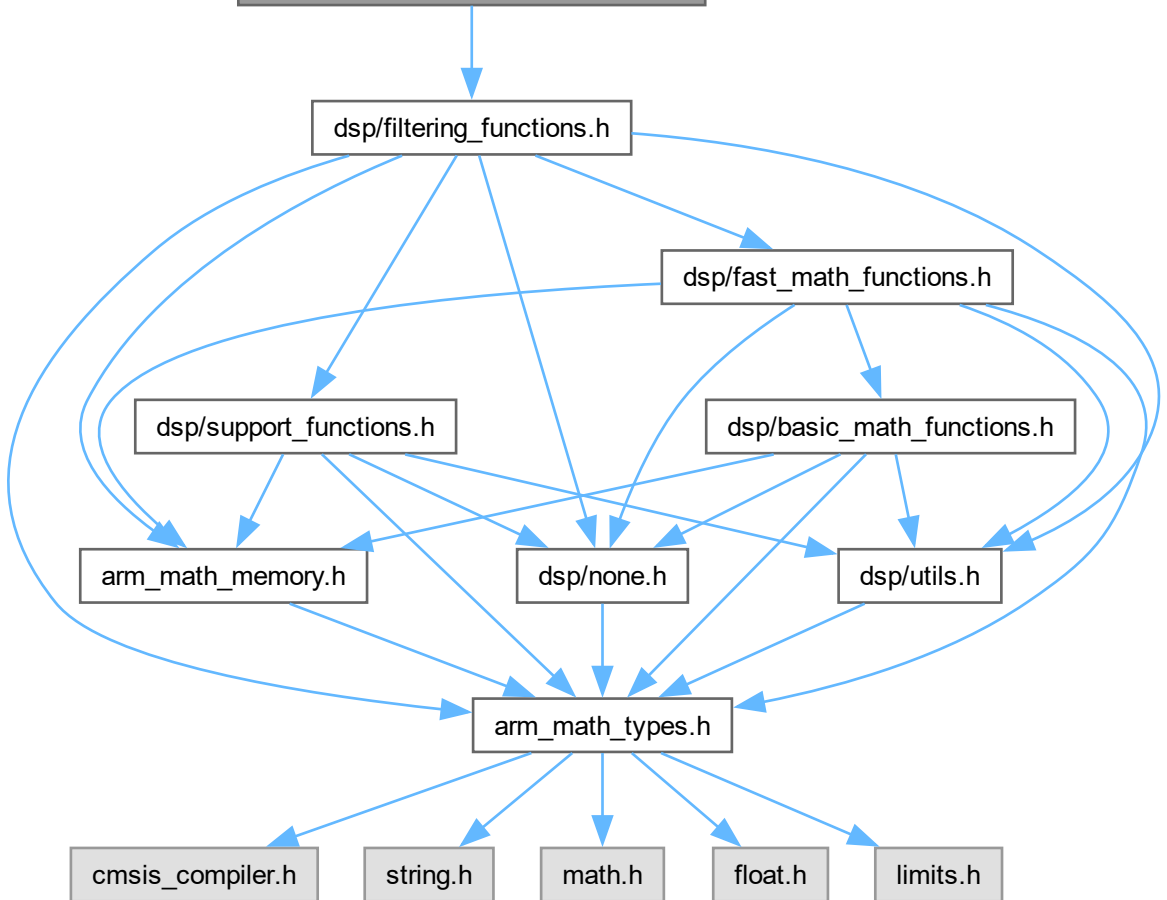 dsp/filtering_functions.h
dsp/fast_math_functions.h
dsp/support_functions.h
dsp/basic_math_functions.h
arm_math_memory.h
dsp/none.h
dsp/utils.h
arm_math_types.h
cmsis_compiler.h
string.h
math.h
float.h
limits.h